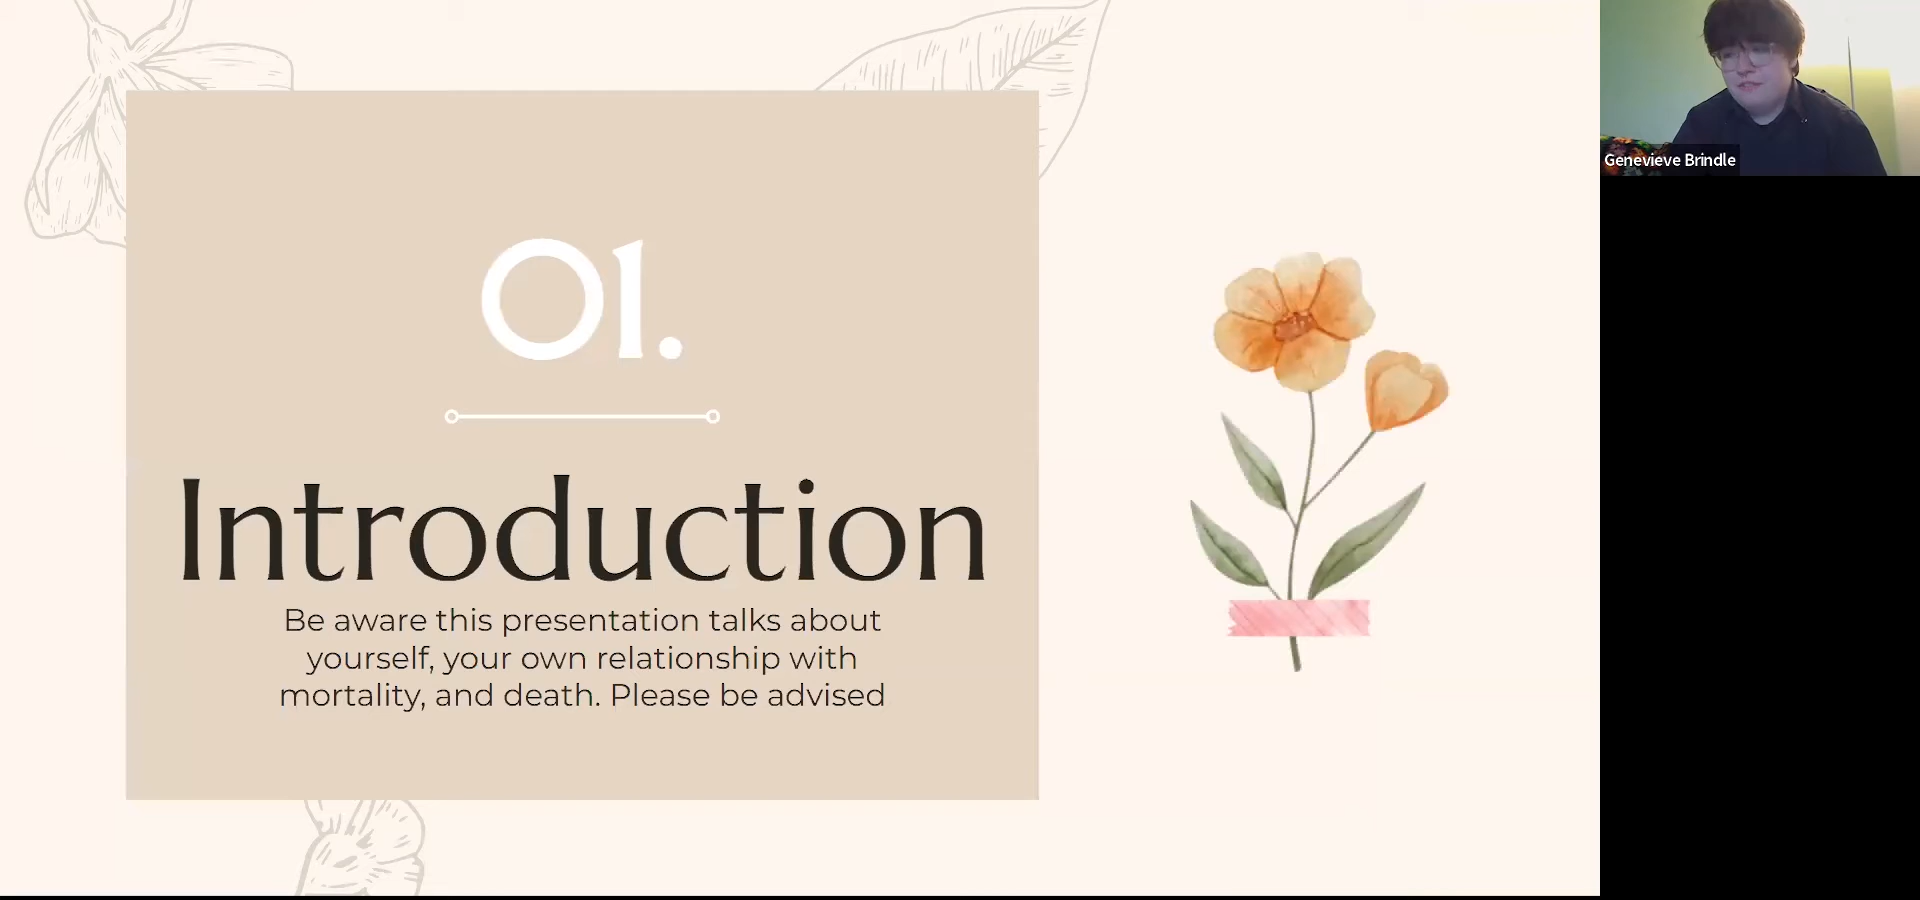 01.
Introduction
Be aware this presentation talks about
yourself, your own relationship with
mortality, and death. Please be advised
Genevieve Brindle